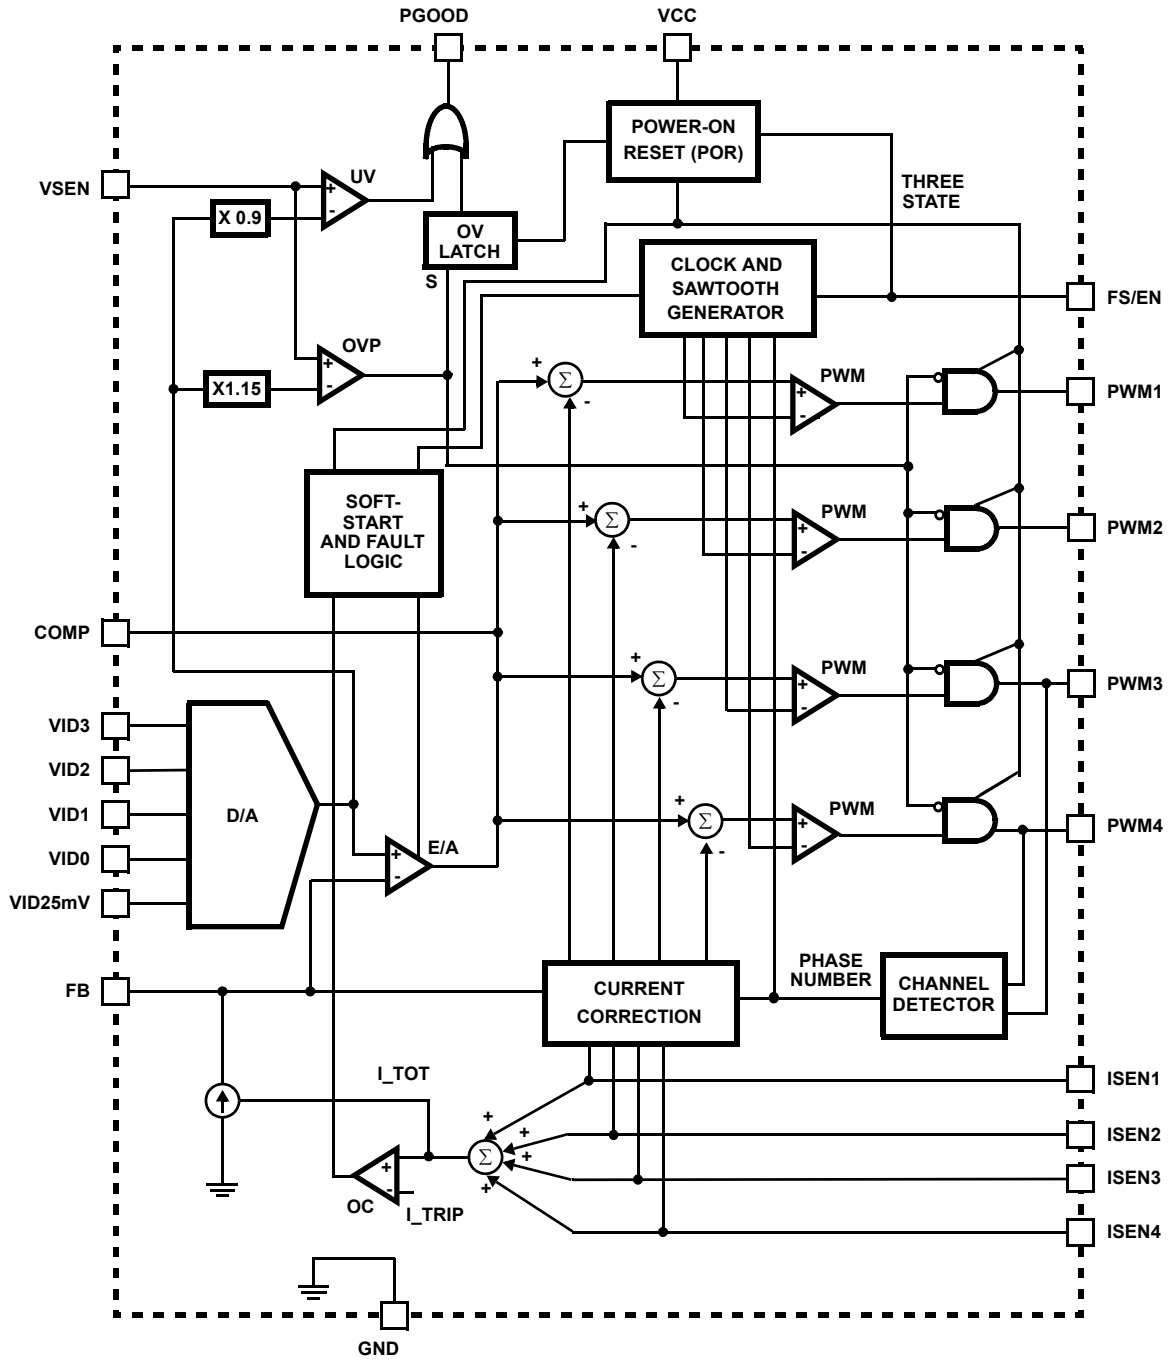 PGOOD
VCC
POWER-ON
RESET (POR)
VSEN
+
-
UV
X 0.9
THREE
STATE
OV
LATCH
S
CLOCK AND
SAWTOOTH
GENERATOR
FS/EN
OVP
+
-
X1.15
+
Σ
-
PWM
+
-
PWM1
SOFT-
START
AND FAULT
LOGIC
+
Σ
-
PWM
+
-
PWM2
COMP
+
Σ
-
PWM
+
-
PWM3
VID3
VID2
VID1
VID0
VID25mV
D/A
+
Σ
-
PWM
+
-
PWM4
E/A
+
-
FB
CURRENT
CORRECTION
PHASE
NUMBER
CHANNEL
DETECTOR
I_TOT
ISEN1
+
+
+
+
Σ
ISEN2
ISEN3
+
-
OC
I_TRIP
ISEN4
GND